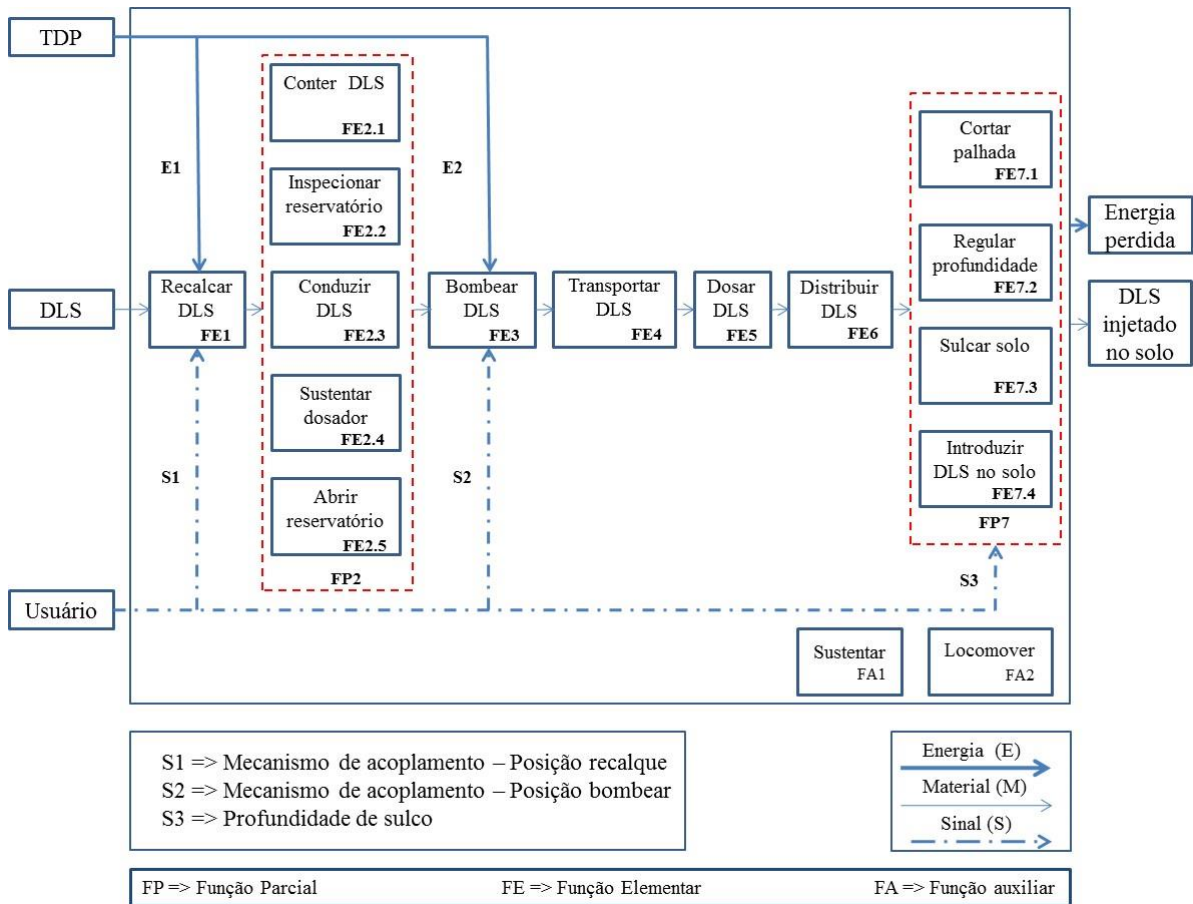 TDP
Conter DLS
FE2.1
Cortar
palhada
FE7.1
E1
E2
Inspecionar
reservatório
FE2.2
Energia
perdida
Regular
profundidade
FE7.2
DLS
Recalcar
DLS
FE1
Conduzir
DLS
FE2.3
Bombear
DLS
FE3
Transportar
DLS
FE4
Dosar
DLS
FE5
Distribuir
DLS
FE6
DLS
injetado
no solo
Sulcar solo
FE7.3
Sustentar
dosador
FE2.4
S1
S2
Introduzir
DLS no solo
FE7.4
FP7
Abrir
reservatório
FE2.5
FP2
S3
Usuário
Sustentar
FA1
Locomover
FA2
S1 => Mecanismo de acoplamento – Posição recalque
S2 => Mecanismo de acoplamento – Posição bombear
S3 => Profundidade de sulco
Energia (E)
Material (M)
Sinal (S)
FP => Função Parcial FE => Função Elementar FA => Função auxiliar